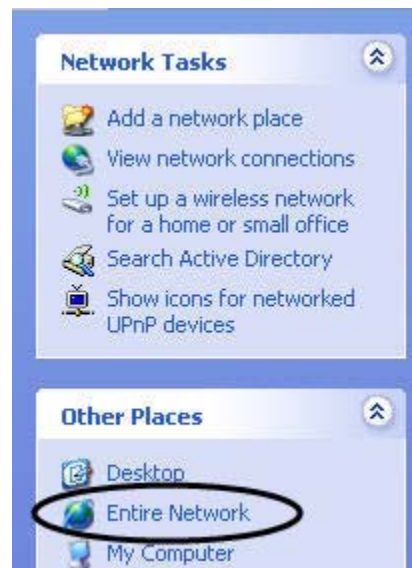 Network Tasks
Add a network place
View network connections
Set up a wireless network
for a home or small office
Search Active Directory
Show icons for networked
UPnP devices
Other Places
Desktop
Entire Network
My Computer